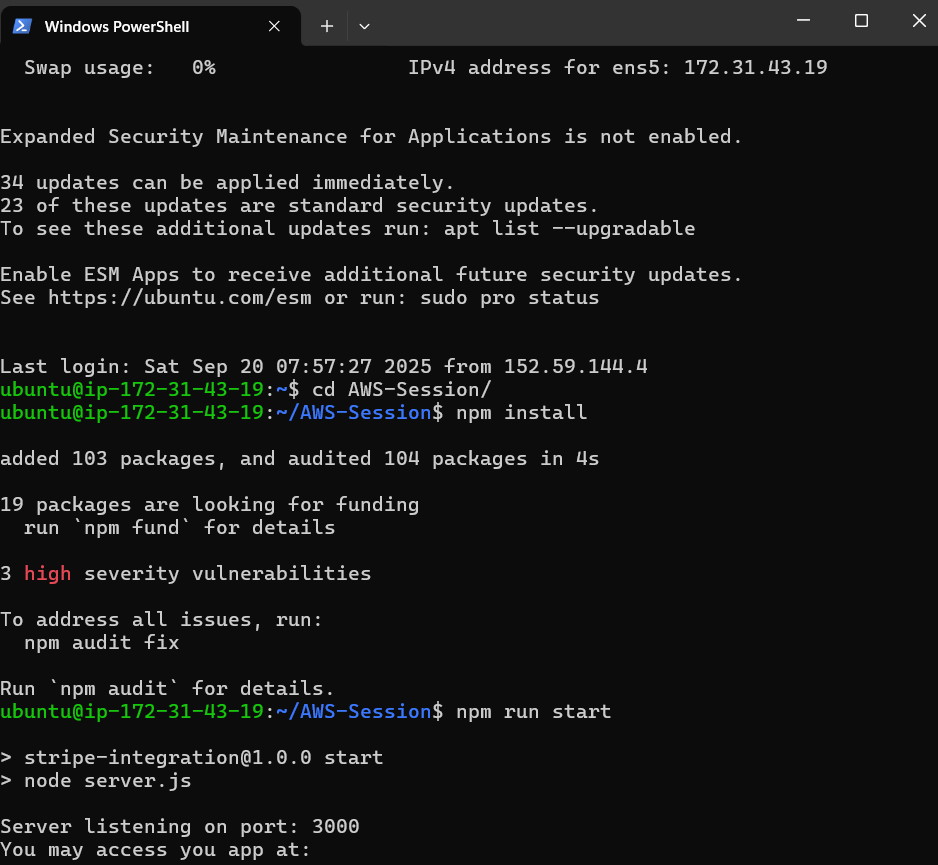 Windows PowerShell
Swap usage:   0%                IPv4 address for ens5: 172.31.43.19
Expanded Security Maintenance for Applications is not enabled.
34 updates can be applied immediately.
23 of these updates are standard security updates.
To see these additional updates run: apt list --upgradable
Enable ESM Apps to receive additional future security updates.
See https://ubuntu.com/esm or run: sudo pro status
Last login: Sat Sep 20 07:57:27 2025 from 152.59.144.4
ubuntu@ip-172-31-43-19:~$ cd AWS-Session/
ubuntu@ip-172-31-43-19:~/AWS-Session$ npm install
added 103 packages, and audited 104 packages in 4s
19 packages are looking for funding
  run `npm fund` for details
3 high severity vulnerabilities
To address all issues, run:
  npm audit fix
Run `npm audit` for details.
ubuntu@ip-172-31-43-19:~/AWS-Session$ npm run start
> stripe-integration@1.0.0 start
> node server.js
Server listening on port: 3000
You may access you app at: